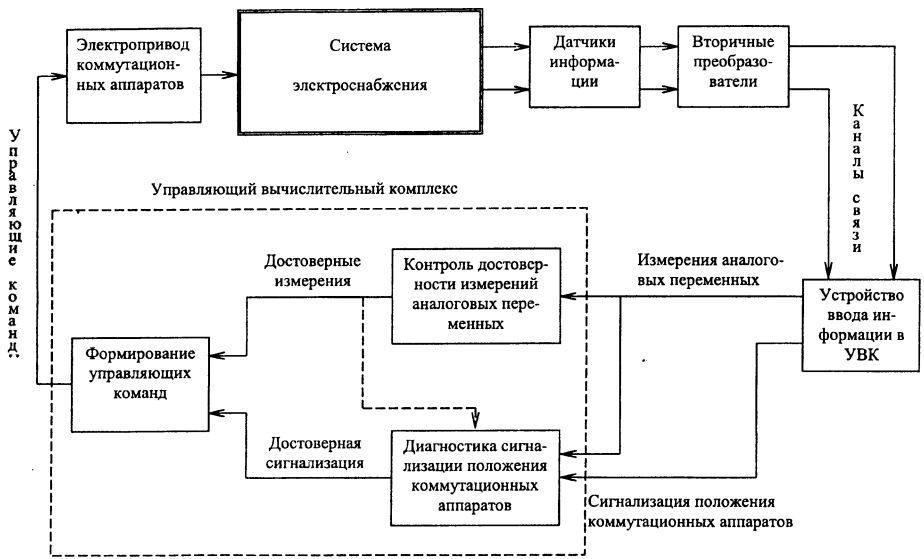 Электропривод
коммутацион-
ных аппаратов
Система
электроснабжения
Датчики
информа-
ции
Вторичные
преобразо-
ватели
Управляющие команды
Каналы связи
Управляющий вычислительный комплекс
Достоверные
измерения
Контроль достовер-
ности измерений
аналоговых пере-
менных
Измерения аналого-
вых переменных
Устройство
ввода ин-
формации в
УВК
Формирование
управляющих
команд
Достоверная
сигнализация
Диагностика сигна-
лизации положения
коммутационных
аппаратов
Сигнализация положения
коммутационных аппаратов